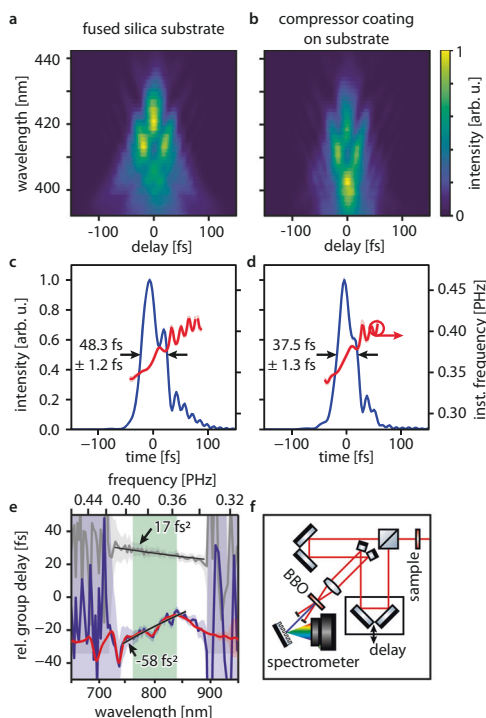 a
fused silica substrate
b
compressor coating
on substrate
440
420
400
wavelength [nm]
-100
0
100
delay [fs]
-100
0
100
delay [fs]
1
0
intensity [arb. u.]
c
1.0
0.8
0.6
0.4
0.2
0.0
intensity [arb. u.]
48.3 fs
± 1.2 fs
−100
0
100
time [fs]
d
37.5 fs
± 1.3 fs
0.45
0.40
0.35
0.30
inst. frequency [PHz]
−100
0
100
time [fs]
frequency [PHz]
0.44
0.40
0.36
0.32
e
40
20
0
−20
−40
rel. group delay [fs]
17 fs²
-58 fs²
700
800
900
wavelength [nm]
f
BBO
sample
delay
spectrometer